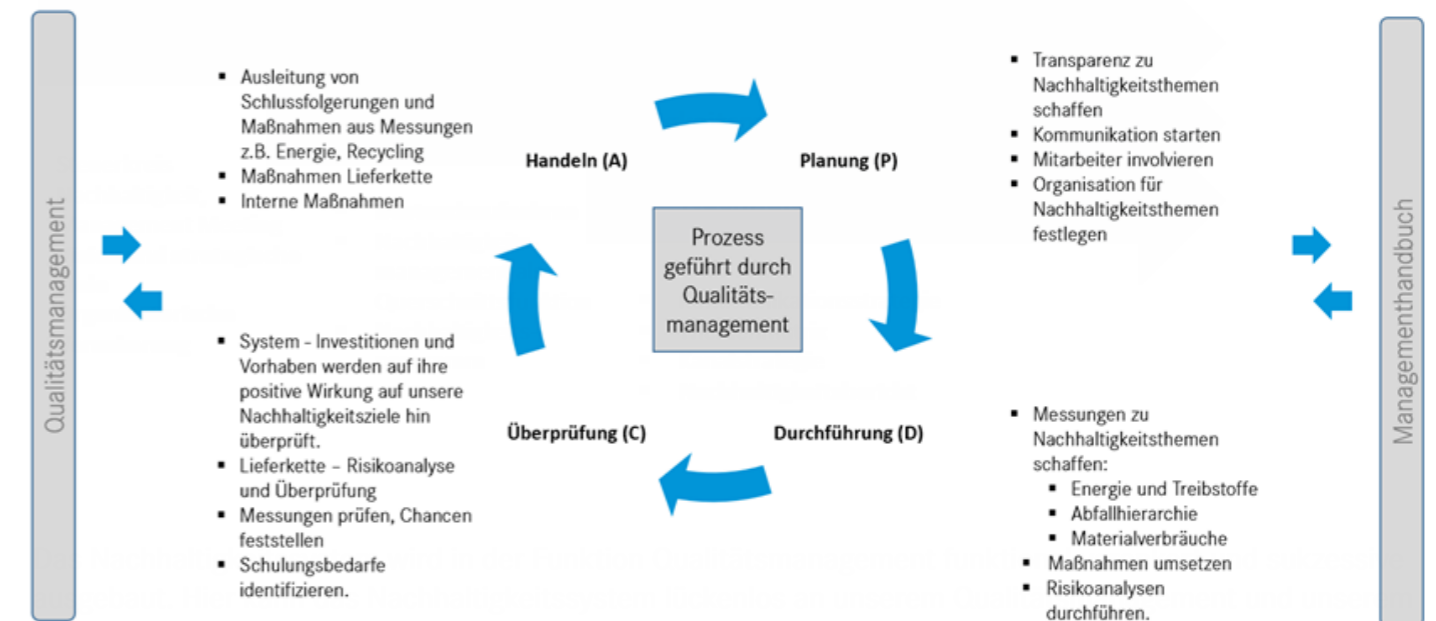 Qualitätsmanagement
▪ Ausleitung von
Schlussfolgerungen und
Maßnahmen aus Messungen
z.B. Energie, Recycling
▪ Maßnahmen Lieferkette
▪ Interne Maßnahmen
Handeln (A)
Planung (P)
▪ Transparenz zu
Nachhaltigkeitsthemen
schaffen
▪ Kommunikation starten
▪ Mitarbeiter involvieren
▪ Organisation für
Nachhaltigkeitsthemen
festlegen
Prozess
geführt durch
Qualitäts-
management
▪ System - Investitionen und
Vorhaben werden auf ihre
positive Wirkung auf unsere
Nachhaltigkeitsziele hin
überprüft.
▪ Lieferkette – Risikoanalyse
und Überprüfung
▪ Messungen prüfen, Chancen
feststellen
▪ Schulungsbedarfe
identifizieren.
Überprüfung (C)
Durchführung (D)
▪ Messungen zu
Nachhaltigkeitsthemen
schaffen:
▪ Energie und Treibstoffe
▪ Abfallhierarchie
▪ Materialverbräuche
▪ Maßnahmen umsetzen
▪ Risikoanalysen
durchführen.
Managementhandbuch